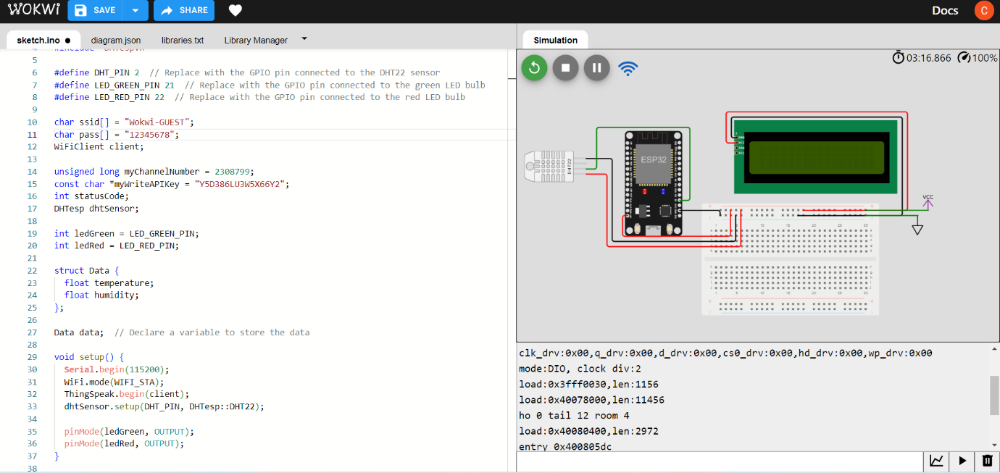 WOKWI SAVE SHARE Docs C
sketch.ino diagram.json libraries.txt Library Manager
5
6 #define DHT_PIN 2 // Replace with the GPIO pin connected to the DHT22 sensor
7 #define LED_GREEN_PIN 21 // Replace with the GPIO pin connected to the green LED bulb
8 #define LED_RED_PIN 22 // Replace with the GPIO pin connected to the red LED bulb
9
10 char ssid[] = "Wokwi-GUEST";
11 char pass[] = "12345678";
12 WiFiClient client;
13
14 unsigned long myChannelNumber = 2308799;
15 const char *myWriteAPIKey = "Y5D386LU3W5X66Y2";
16 int statusCode;
17 DHTesp dhtSensor;
18
19 int ledGreen = LED_GREEN_PIN;
20 int ledRed = LED_RED_PIN;
21
22 struct Data {
23 float temperature;
24 float humidity;
25 };
26
27 Data data; // Declare a variable to store the data
28
29 void setup() {
30 Serial.begin(115200);
31 WiFi.mode(WIFI_STA);
32 ThingSpeak.begin(client);
33 dhtSensor.setup(DHT_PIN, DHTesp::DHT22);
34
35 pinMode(ledGreen, OUTPUT);
36 pinMode(ledRed, OUTPUT);
37 }
38
Simulation
03:16.866 100%
DHT22
ESP32
VCC
clk_drv:0x00,q_drv:0x00,d_drv:0x00,cs0_drv:0x00,hd_drv:0x00,wp_drv:0x00
mode:DIO, clock div:2
load:0x3fff0030,len:1156
load:0x40078000,len:11456
ho 0 tail 12 room 4
load:0x40080400,len:2972
entry 0x400805dc